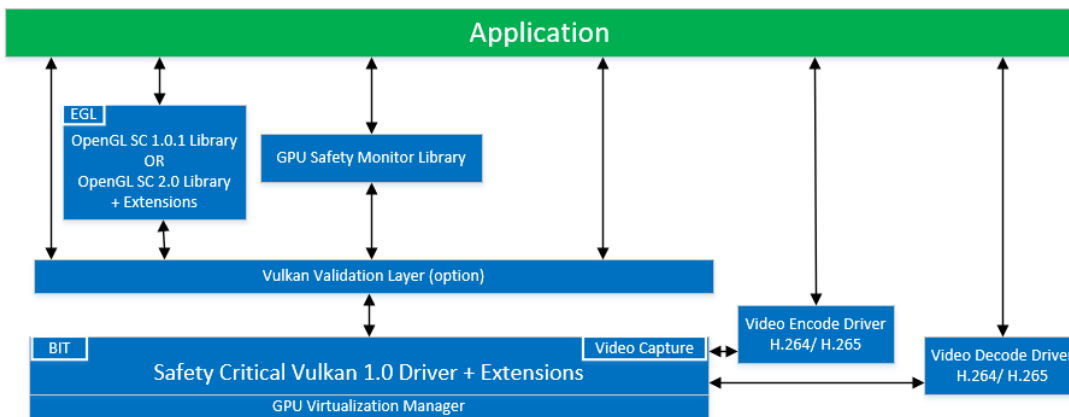 Application
EGL
OpenGL SC 1.0.1 Library
OR
OpenGL SC 2.0 Library
+ Extensions
GPU Safety Monitor Library
Vulkan Validation Layer (option)
BIT
Video Capture
Safety Critical Vulkan 1.0 Driver + Extensions
GPU Virtualization Manager
Video Encode Driver
H.264/ H.265
Video Decode Driver
H.264/ H.265